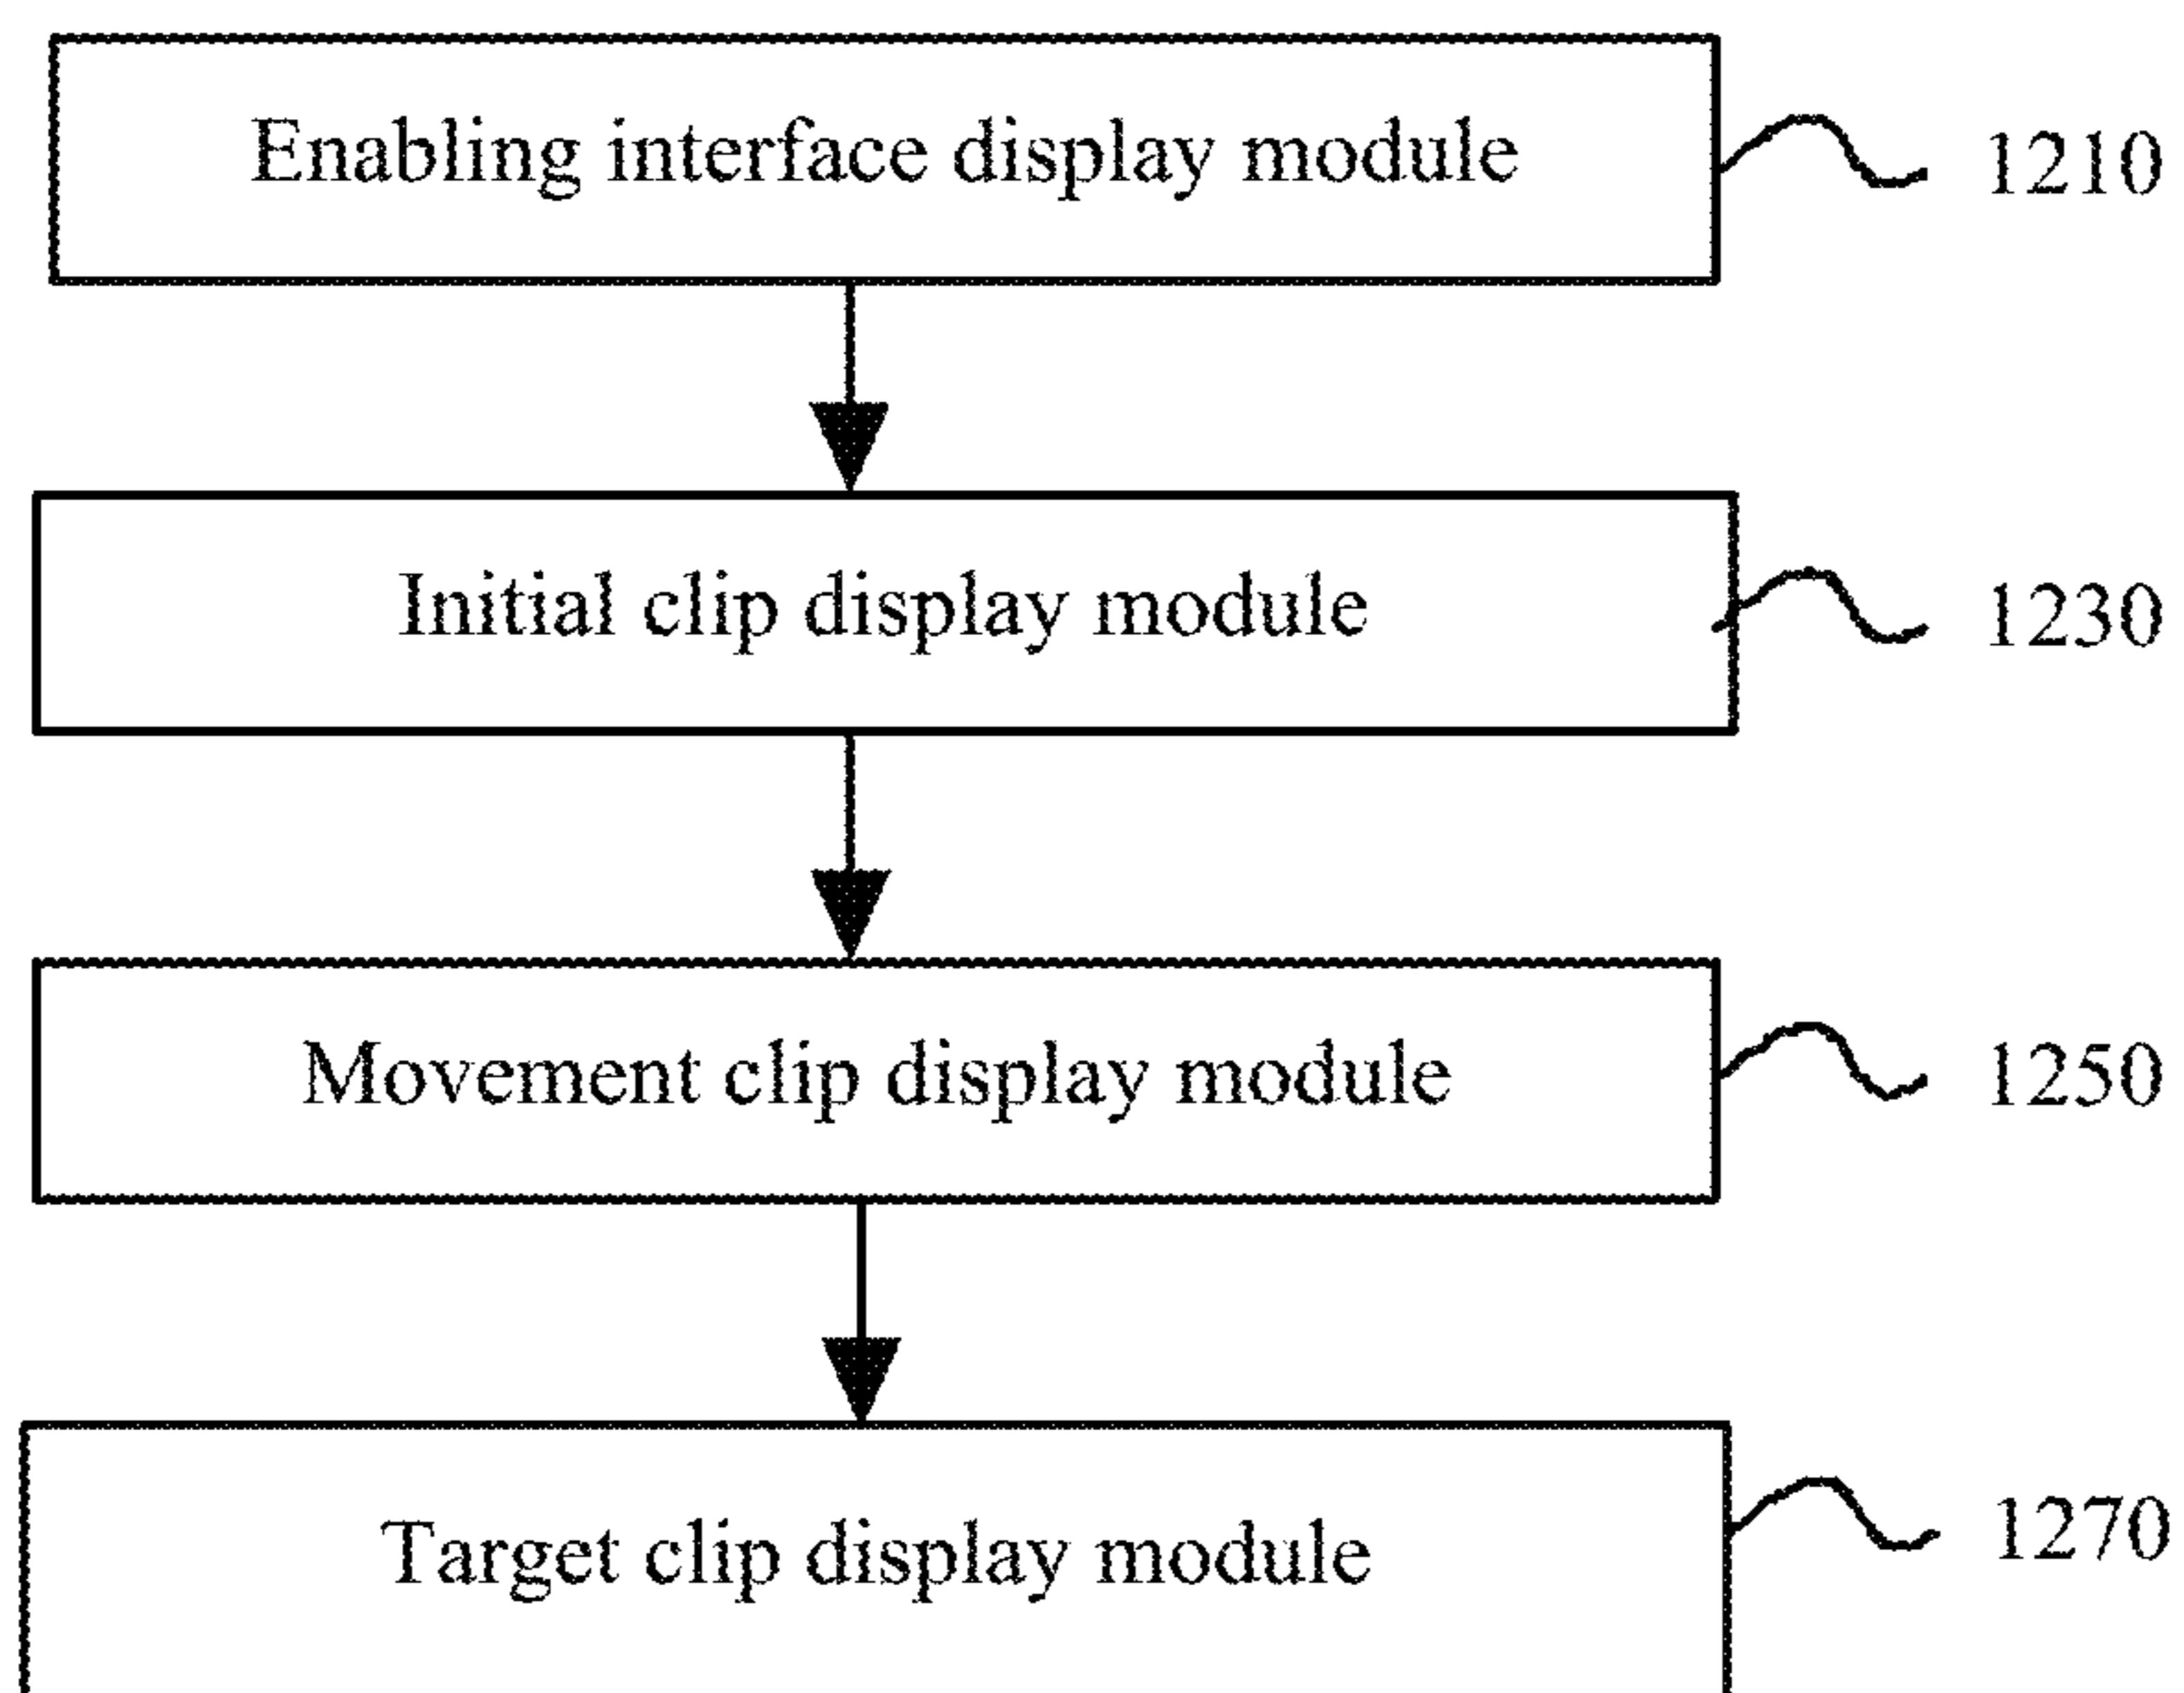 Enabling interface display module
1210
Initial clip display module
1230
Movement clip display module
1250
Target clip display module
1270